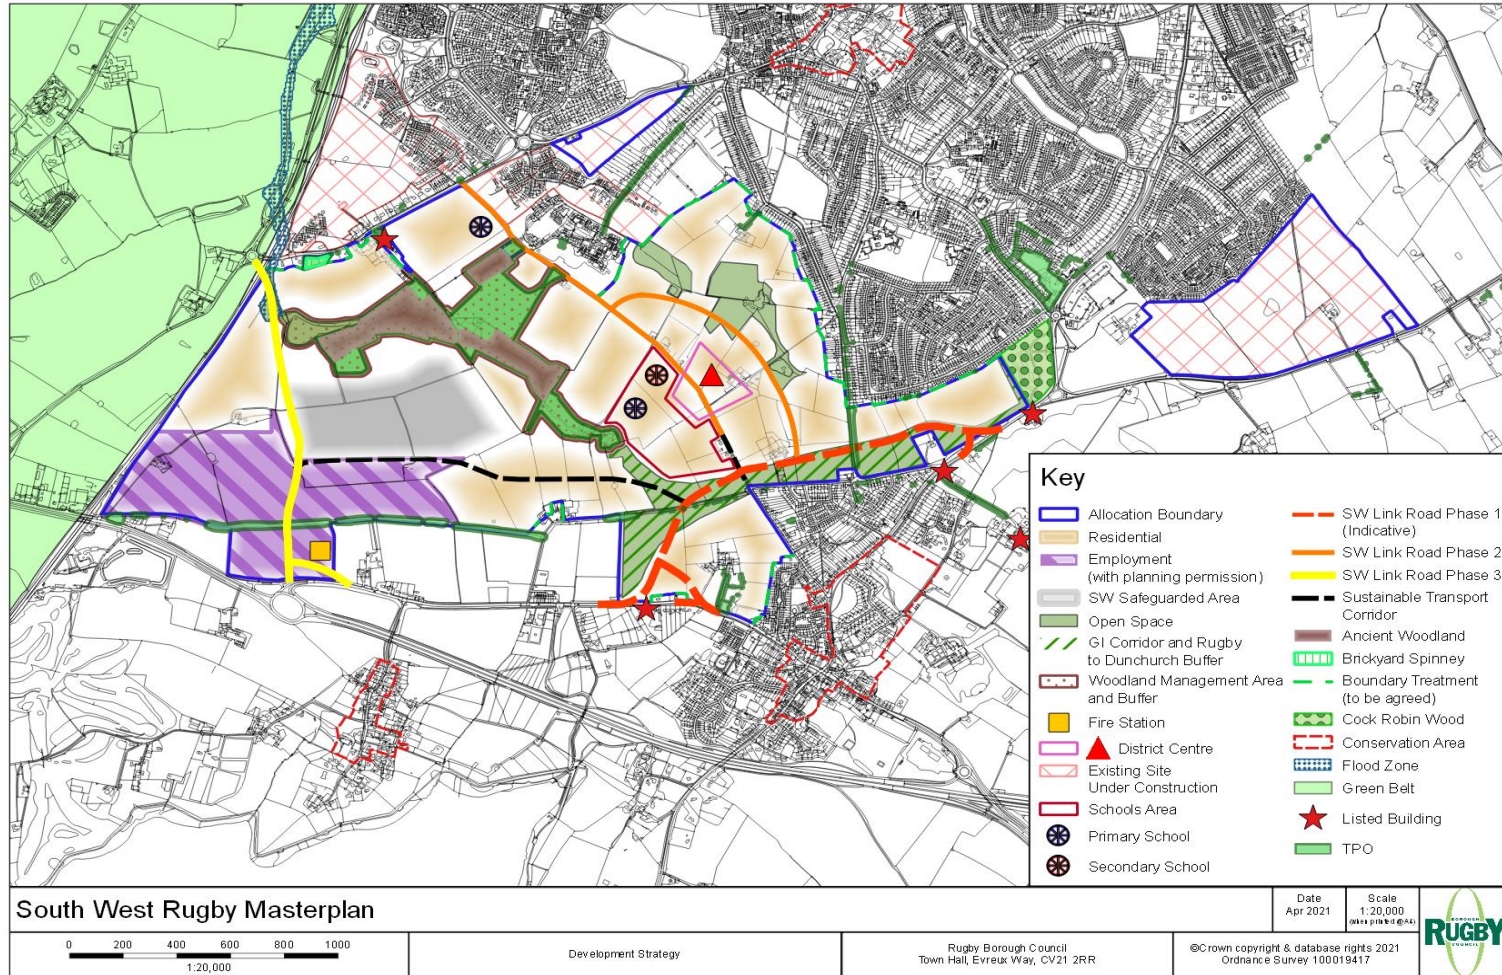 Key
Allocation Boundary
Residential
Employment
(with planning permission)
SW Safeguarded Area
Open Space
GI Corridor and Rugby
to Dunchurch Buffer
Woodland Management Area
and Buffer
Fire Station
District Centre
Existing Site
Under Construction
Schools Area
Primary School
Secondary School
SW Link Road Phase 1
(Indicative)
SW Link Road Phase 2
SW Link Road Phase 3
Sustainable Transport
Corridor
Ancient Woodland
Brickyard Spinney
Boundary Treatment
(to be agreed)
Cock Robin Wood
Conservation Area
Flood Zone
Green Belt
Listed Building
TPO
South West Rugby Masterplan
Date
Apr 2021
Scale
1:20,000
(when printed @A4)
0 200 400 600 800 1000
1:20,000
Development Strategy
Rugby Borough Council
Town Hall, Evreux Way, CV21 2RR
©Crown copyright & database rights 2021
Ordnance Survey 100019417
BOROUGH
RUGBY
COUNCIL